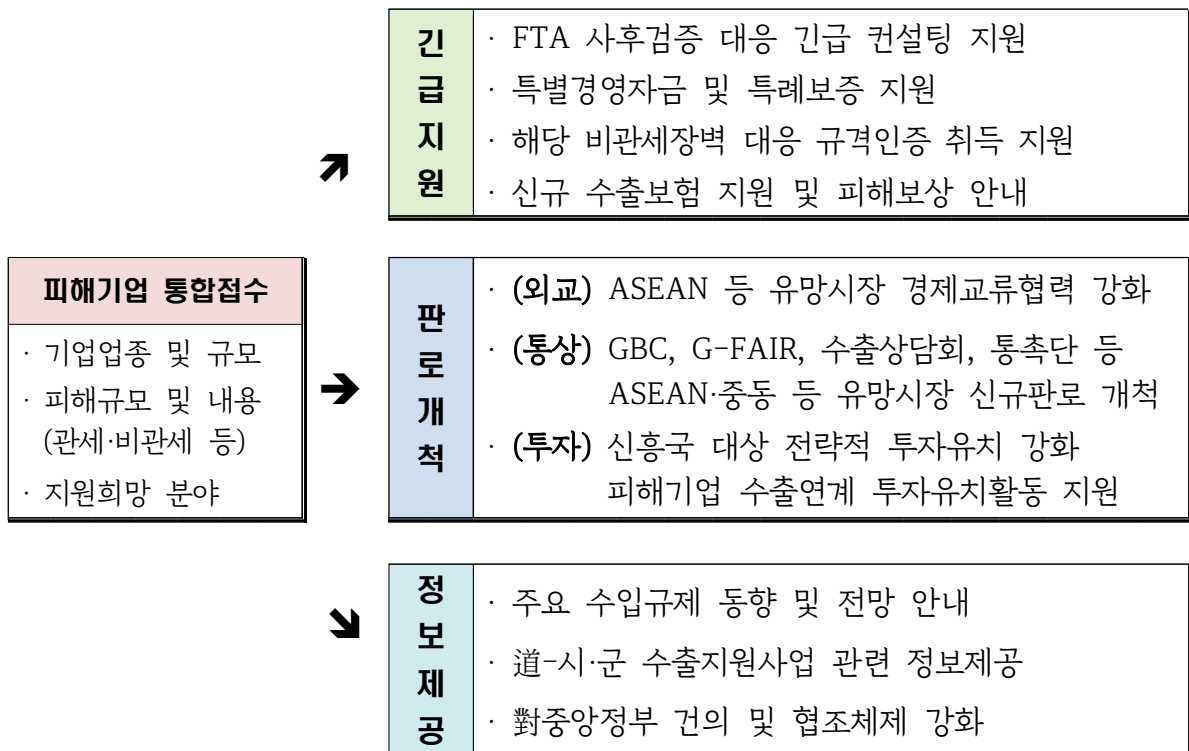 긴급지원
· FTA 사후검증 대응 긴급 컨설팅 지원
· 특별경영자금 및 특례보증 지원
· 해당 비관세장벽 대응 규격인증 취득 지원
· 신규 수출보험 지원 및 피해보상 안내
피해기업 통합접수
· 기업업종 및 규모
· 피해규모 및 내용
(관세·비관세 등)
· 지원희망 분야
판로개척
· (외교) ASEAN 등 유망시장 경제교류협력 강화
· (통상) GBC, G-FAIR, 수출상담회, 통촉단 등
ASEAN·중동 등 유망시장 신규판로 개척
· (투자) 신흥국 대상 전략적 투자유치 강화
피해기업 수출연계 투자유치활동 지원
정보제공
· 주요 수입규제 동향 및 전망 안내
· 道-시·군 수출지원사업 관련 정보제공
· 對중앙정부 건의 및 협조체제 강화